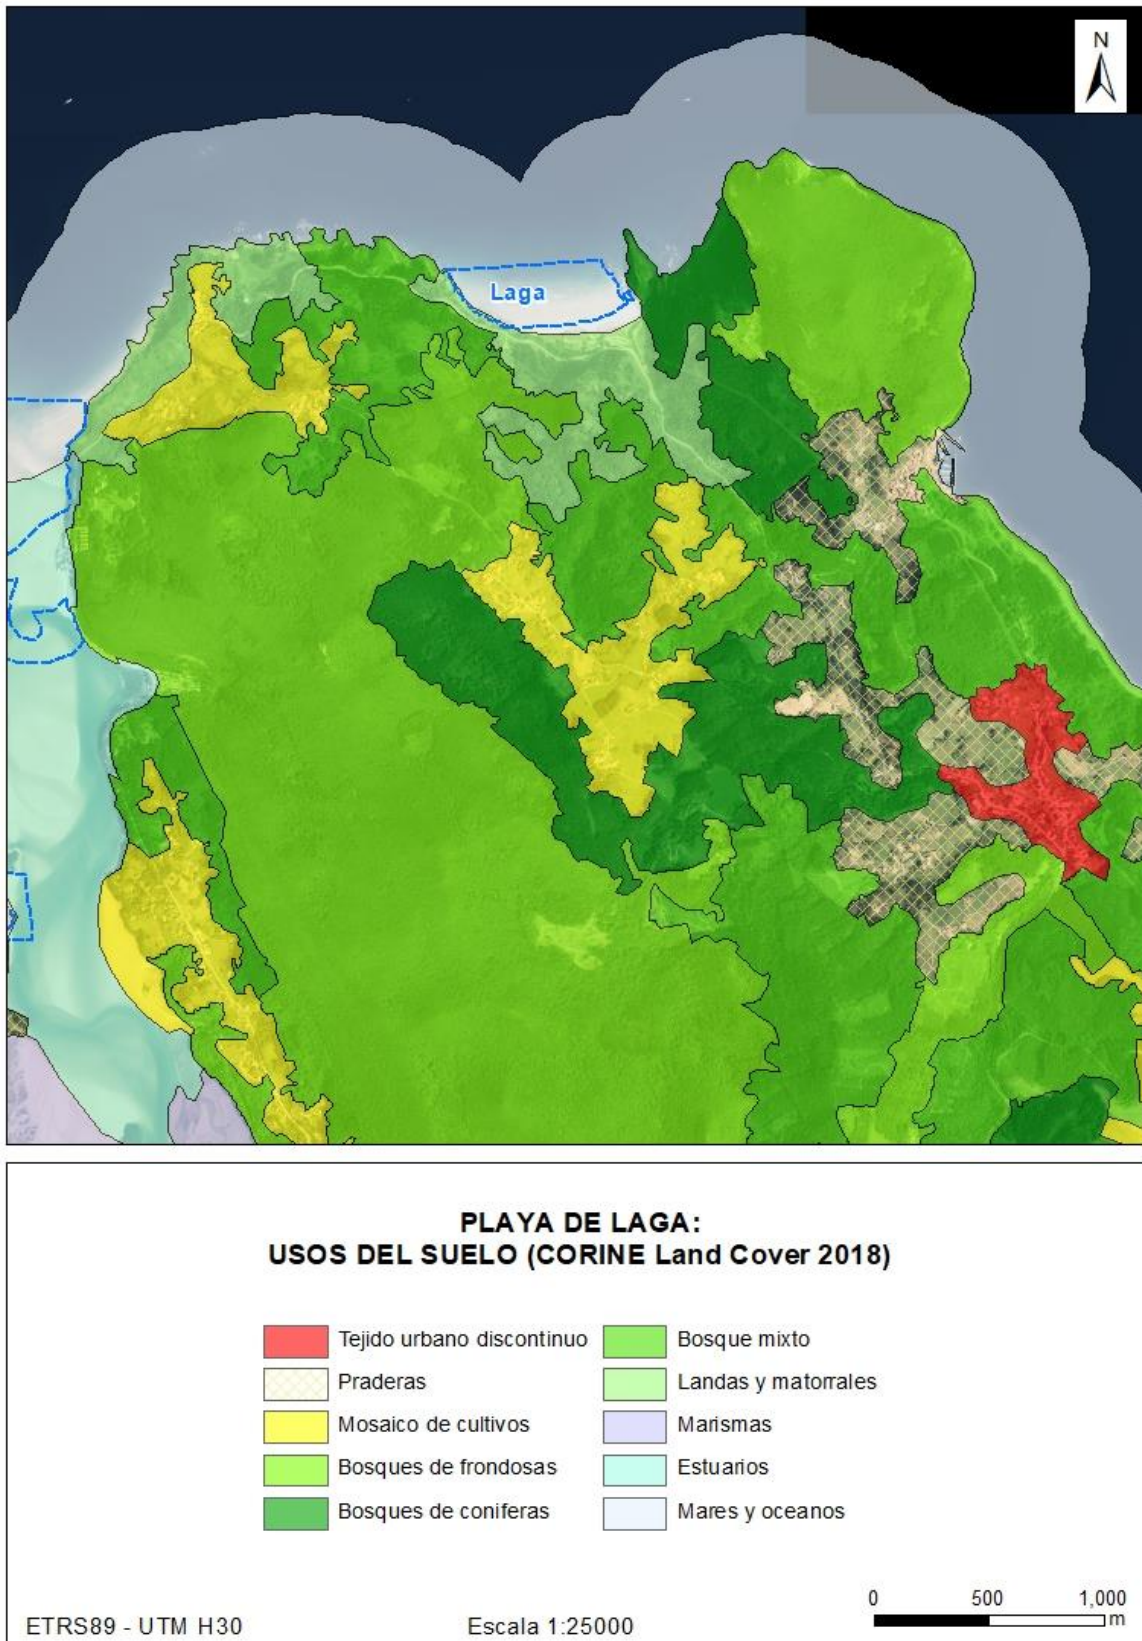 N
Laga
PLAYA DE LAGA:
USOS DEL SUELO (CORINE Land Cover 2018)
Tejido urbano discontinuo
Praderas
Mosaico de cultivos
Bosques de frondosas
Bosques de coniferas
Bosque mixto
Landas y matorrales
Marismas
Estuarios
Mares y oceanos
ETRS89 - UTM H30
Escala 1:25000
0 500 1,000
m